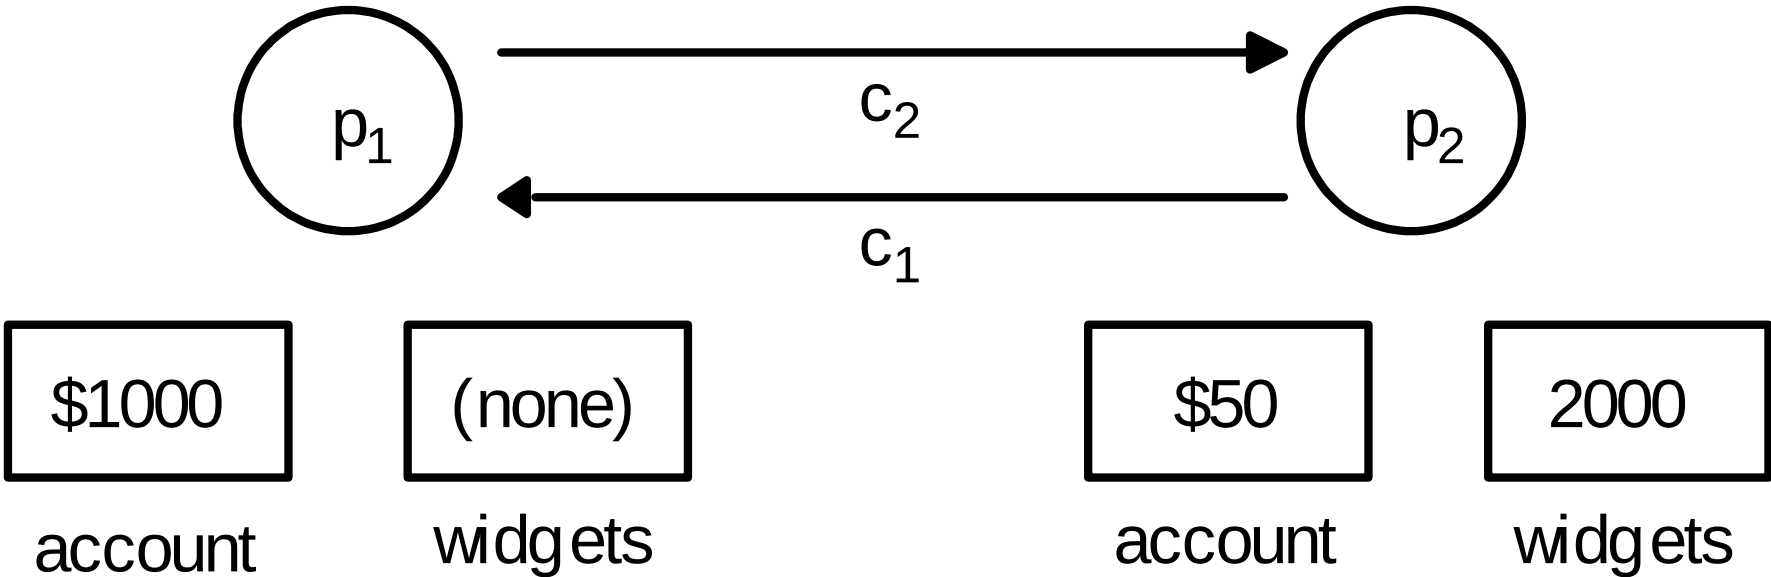 p1 c2 p2
c1
$1000 (none) $50 2000
account widgets account widgets